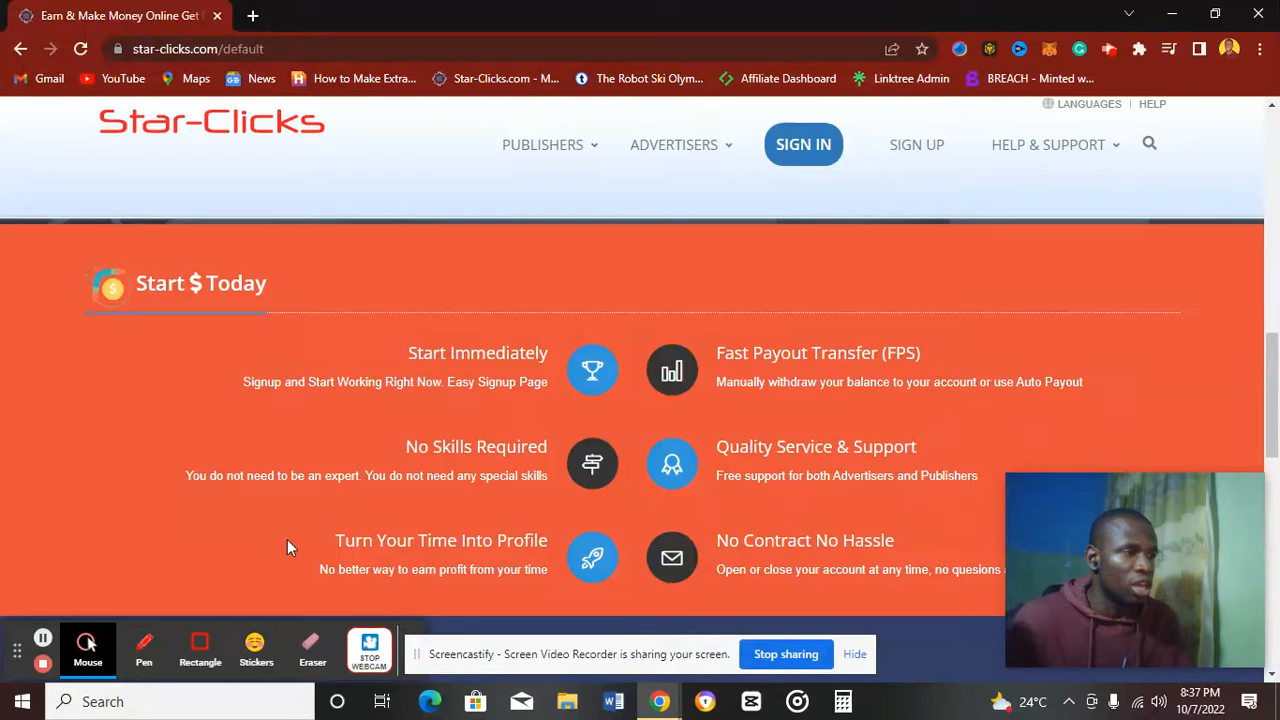 Earn & Make Money Online Get
star-clicks.com/default
Gmail
YouTube
Maps
News
How to Make Extra...
Star-Clicks.com - M...
The Robot Ski Olym...
Affiliate Dashboard
Linktree Admin
BREACH - Minted w...
LANGUAGES
HELP
Star-Clicks
PUBLISHERS
ADVERTISERS
SIGN IN
SIGN UP
HELP & SUPPORT
Start $ Today
Start Immediately
Signup and Start Working Right Now. Easy Signup Page
Fast Payout Transfer (FPS)
Manually withdraw your balance to your account or use Auto Payout
No Skills Required
You do not need to be an expert. You do not need any special skills
Quality Service & Support
Free support for both Advertisers and Publishers
Turn Your Time Into Profile
No better way to earn profit from your time
No Contract No Hassle
Open or close your account at any time, no quesions
Mouse
Pen
Rectangle
Stickers
Eraser
STOP
WEBCAM
Screencastify - Screen Video Recorder is sharing your screen.
Stop sharing
Hide
Search
24°C
8:37 PM
10/7/2022